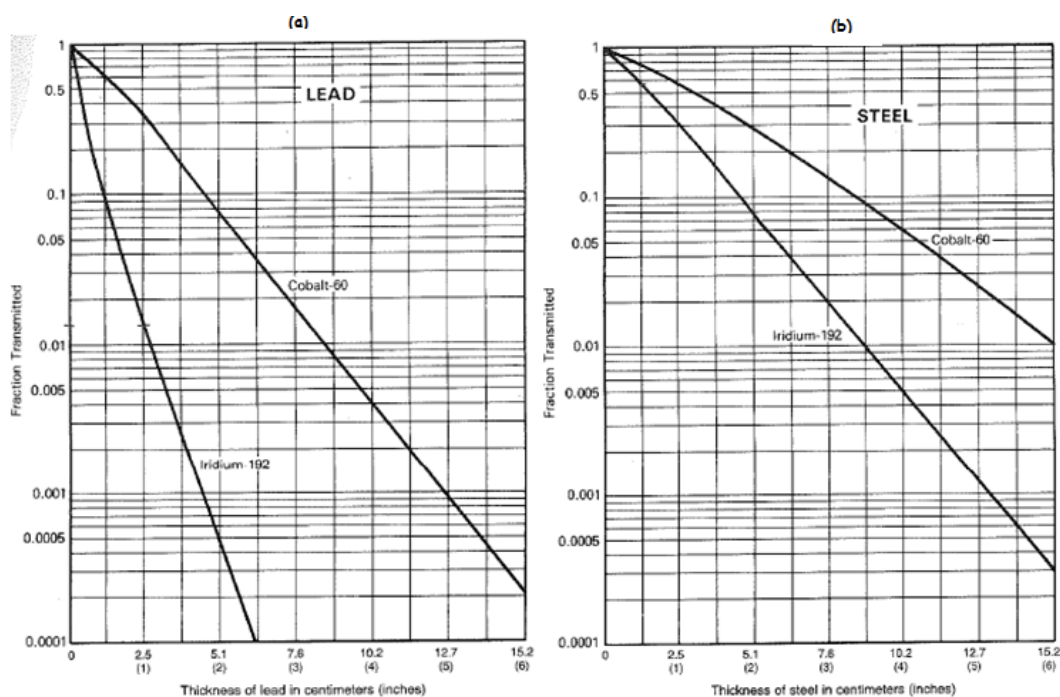 (a)
LEAD
1
0.5
0.1
0.05
0.01
0.005
0.001
0.0005
0.0001
Fraction Transmitted
Cobalt-60
Iridium-192
0 2.5 5.1 7.6 10.2 12.7 15.2
(1) (2) (3) (4) (5) (6)
Thickness of lead in centimeters (inches)
(b)
STEEL
1
0.5
0.1
0.05
0.01
0.005
0.001
0.0005
0.0001
Fraction Transmitted
Cobalt-60
Iridium-192
0 2.5 5.1 7.6 10.2 12.7 15.2
(1) (2) (3) (4) (5) (6)
Thickness of steel in centimeters (inches)